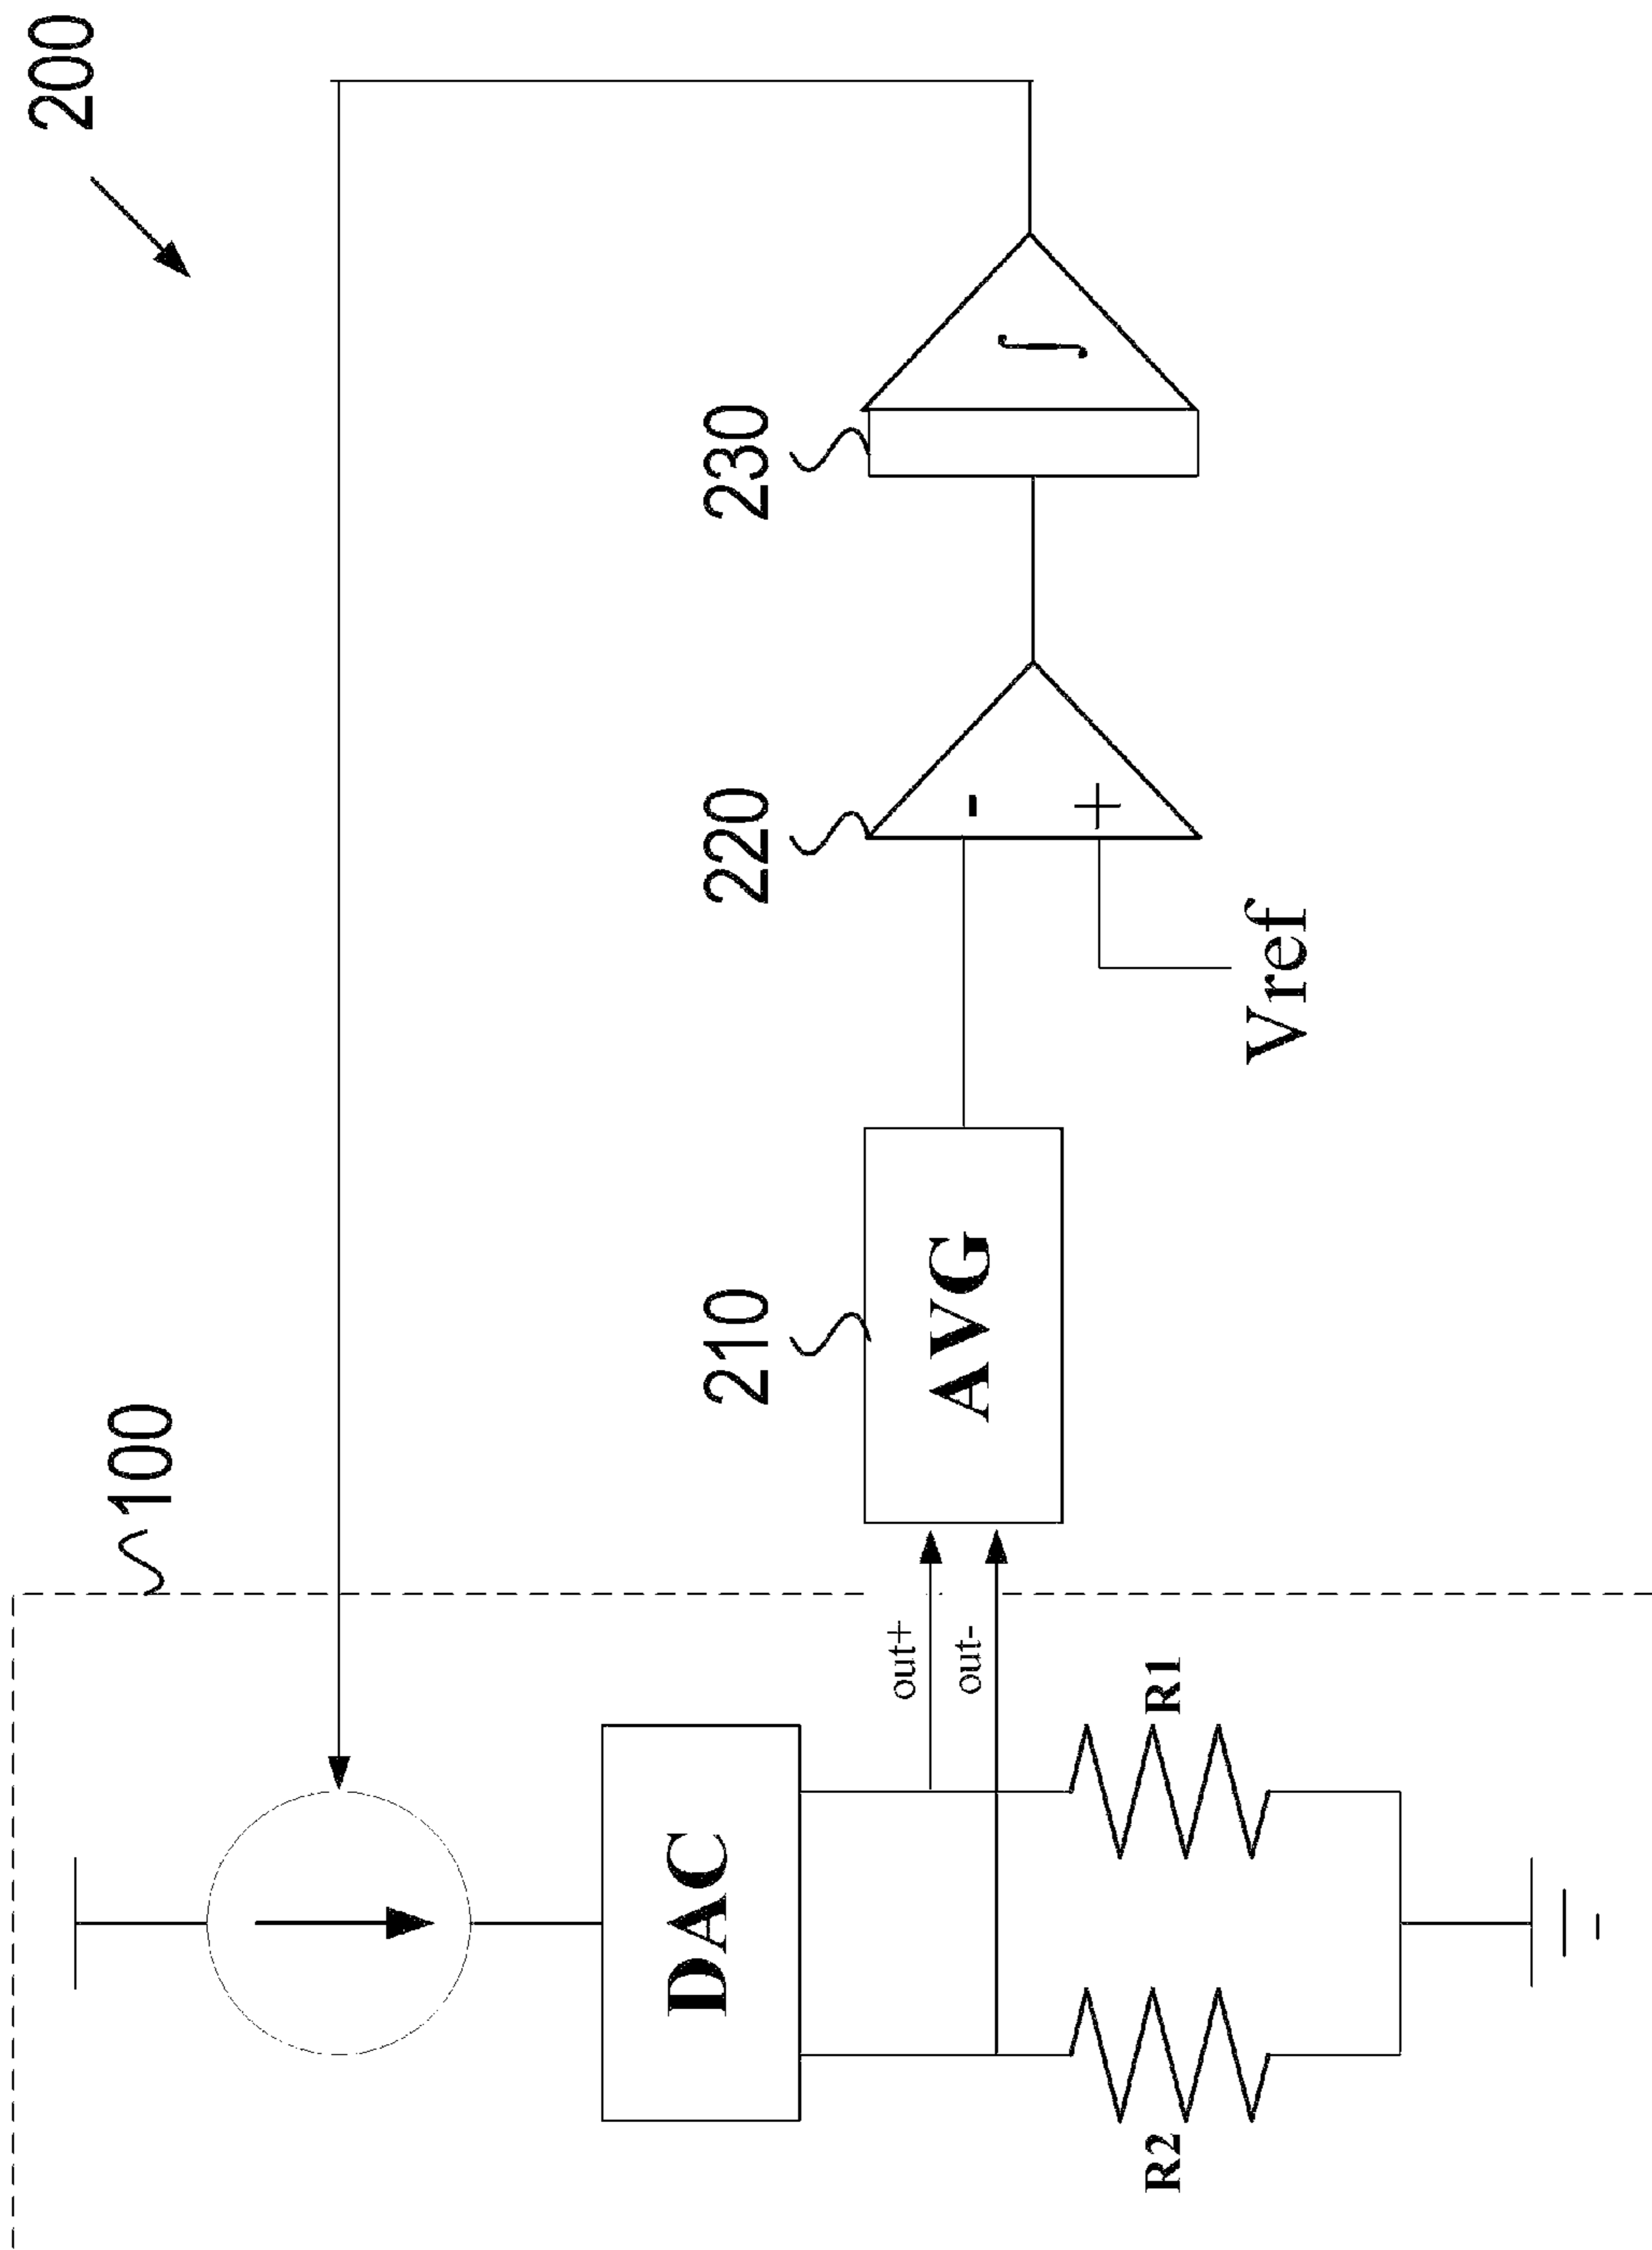 200
100
210
220
230
DAC
out+
out-
AVG
-
+
∫
Vref
R2
R1